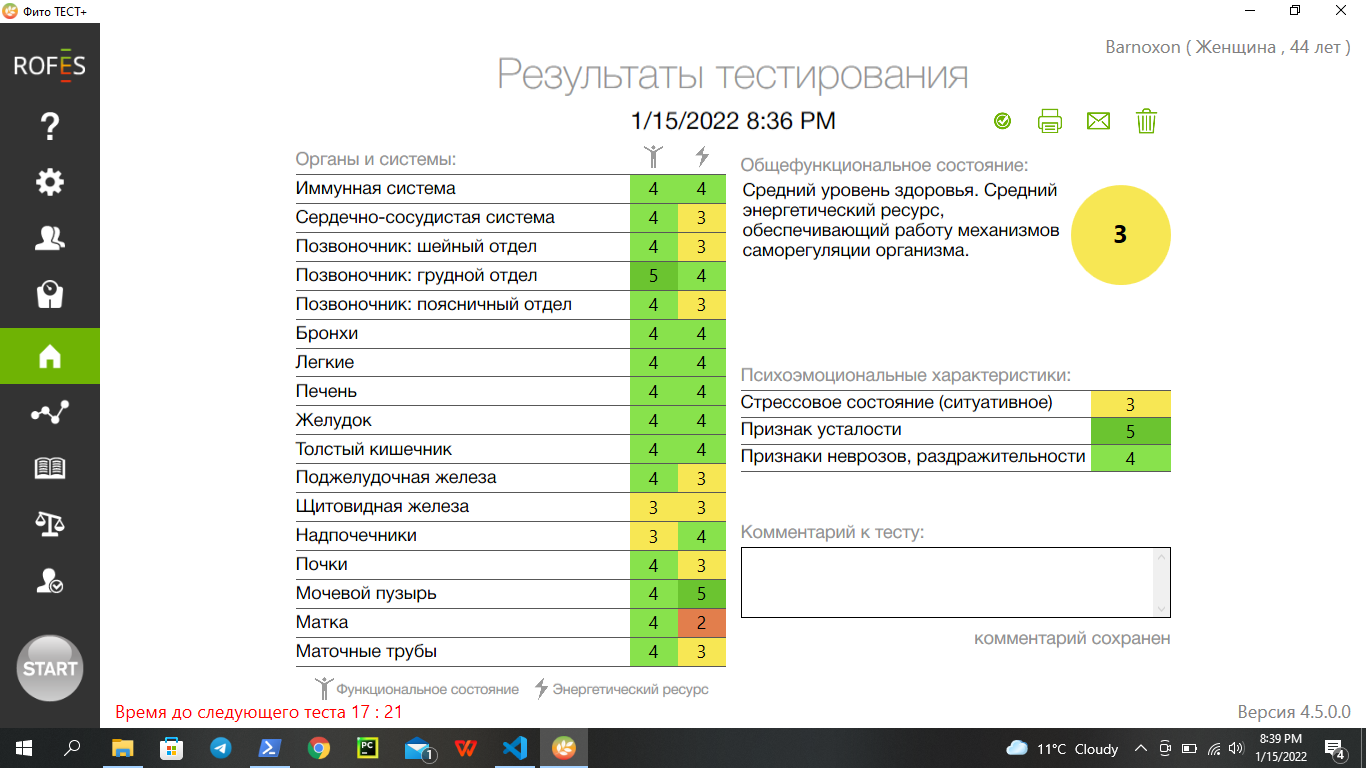 Фито ТЕСТ+
ROFES
Barnoxon ( Женщина , 44 лет )
Результаты тестирования
1/15/2022 8:36 PM
Органы и системы:
Иммунная система 4 4
Сердечно-сосудистая система 4 3
Позвоночник: шейный отдел 4 3
Позвоночник: грудной отдел 5 4
Позвоночник: поясничный отдел 4 3
Бронхи 4 4
Легкие 4 4
Печень 4 4
Желудок 4 4
Толстый кишечник 4 4
Поджелудочная железа 4 3
Щитовидная железа 3 3
Надпочечники 3 4
Почки 4 3
Мочевой пузырь 4 5
Матка 4 2
Маточные трубы 4 3
Функциональное состояние Энергетический ресурс
Общефункциональное состояние:
Средний уровень здоровья. Средний
энергетический ресурс,
обеспечивающий работу механизмов
саморегуляции организма.
3
Психоэмоциональные характеристики:
Стрессовое состояние (ситуативное) 3
Признак усталости 5
Признаки неврозов, раздражительности 4
Комментарий к тесту:
комментарий сохранен
?
START
Время до следующего теста 17 : 21
Версия 4.5.0.0
PC
1
11°C Cloudy
8:39 PM
1/15/2022
4